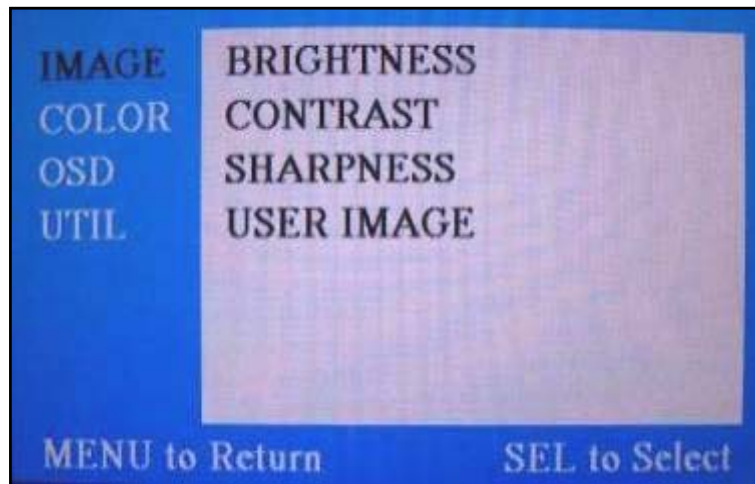 IMAGE BRIGHTNESS
COLOR CONTRAST
OSD SHARPNESS
UTIL USER IMAGE
MENU to Return SEL to Select